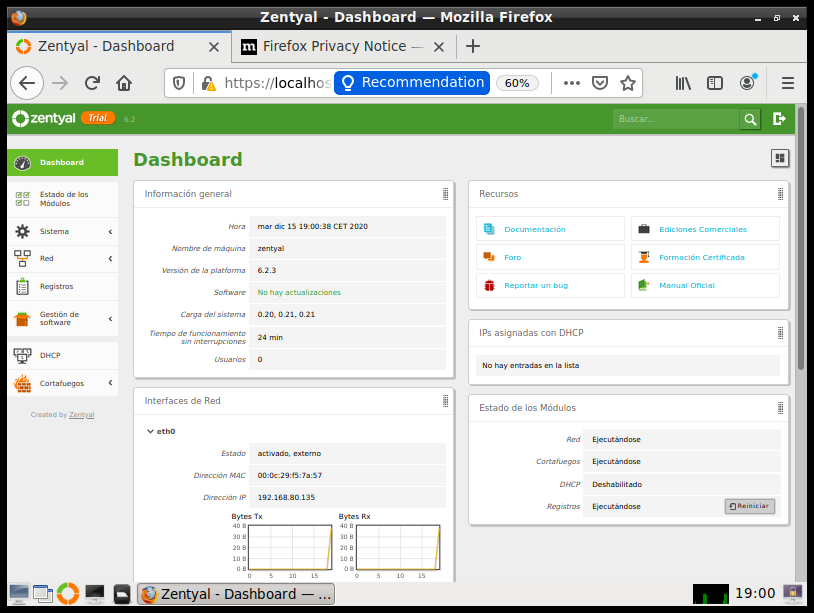 Zentyal - Dashboard — Mozilla Firefox
Zentyal - Dashboard
Firefox Privacy Notice —
https://localhos
Recommendation
60%
zentyal Trial 6.2
Buscar...
Dashboard
Estado de los
Módulos
Sistema
Red
Registros
Gestión de
software
DHCP
Cortafuegos
Created by Zentyal
Dashboard
Información general
Hora mar dic 15 19:00:38 CET 2020
Nombre de máquina zentyal
Versión de la platforma 6.2.3
Software No hay actualizaciones
Carga del sistema 0.20, 0.21, 0.21
Tiempo de funcionamiento
sin interrupciones 24 min
Usuarios 0
Interfaces de Red
eth0
Estado activado, externo
Dirección MAC 00:0c:29:f5:7a:57
Dirección IP 192.168.80.135
Bytes Tx
40 B
30 B
20 B
10 B
0 B
0 5 10 15
Bytes Rx
40 B
30 B
20 B
10 B
0 B
0 5 10 15
Recursos
Documentación
Ediciones Comerciales
Foro
Formación Certificada
Reportar un bug
Manual Oficial
IPs asignadas con DHCP
No hay entradas en la lista
Estado de los Módulos
Red Ejecutándose
Cortafuegos Ejecutándose
DHCP Deshabilitado
Registros Ejecutándose Reiniciar
Zentyal - Dashboard — ...
19:00